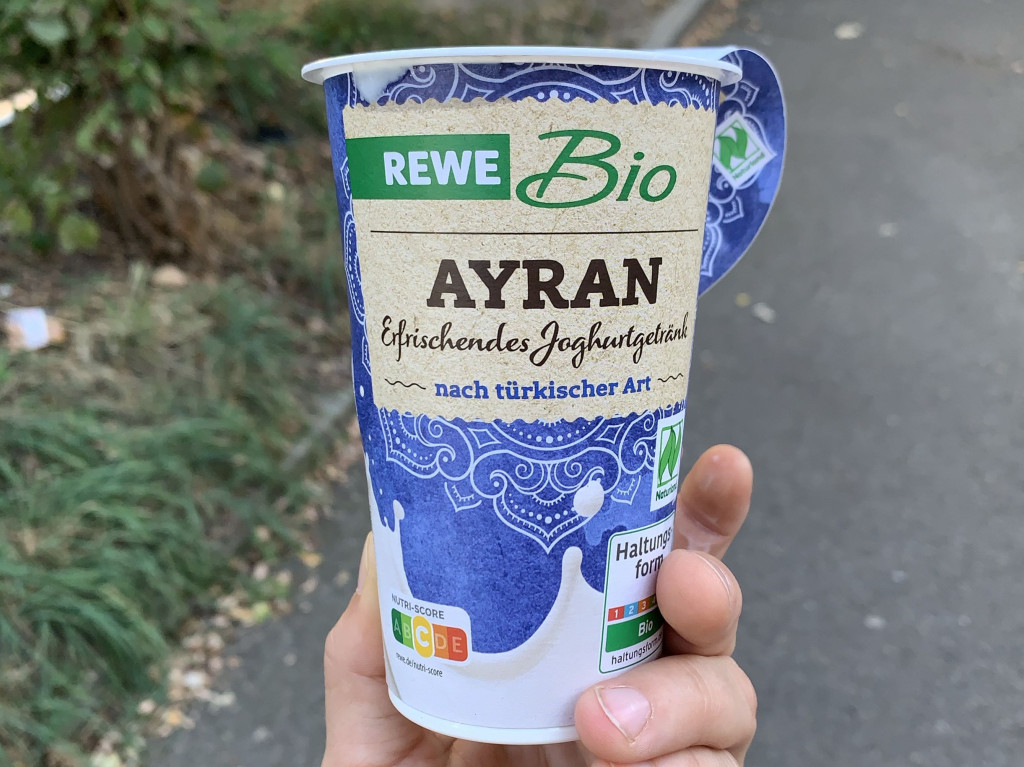 REWE Bio
AYRAN
Erfrischendes Joghurtgetränk
nach türkischer Art
Naturland
Haltungs
form
1 2 3
Bio
haltungsform
NUTRI-SCORE
A B C D E
rewe.de/nutri-score